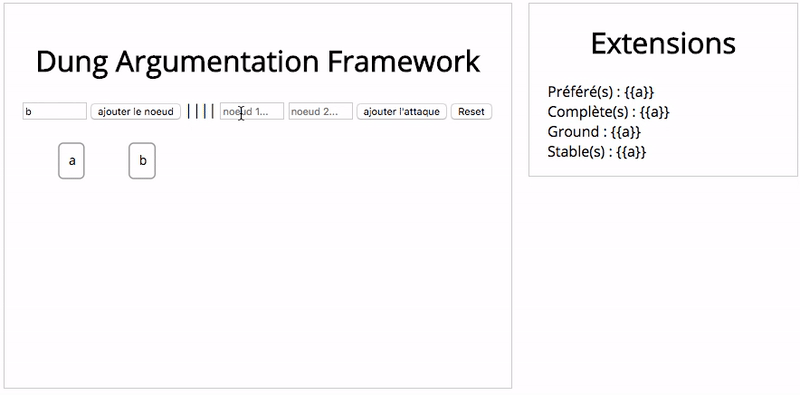 Dung Argumentation Framework
b ajouter le noeud |||| noeud 1... noeud 2... ajouter l'attaque Reset
a b
Extensions
Préféré(s) : {{a}}
Complète(s) : {{a}}
Ground : {{a}}
Stable(s) : {{a}}